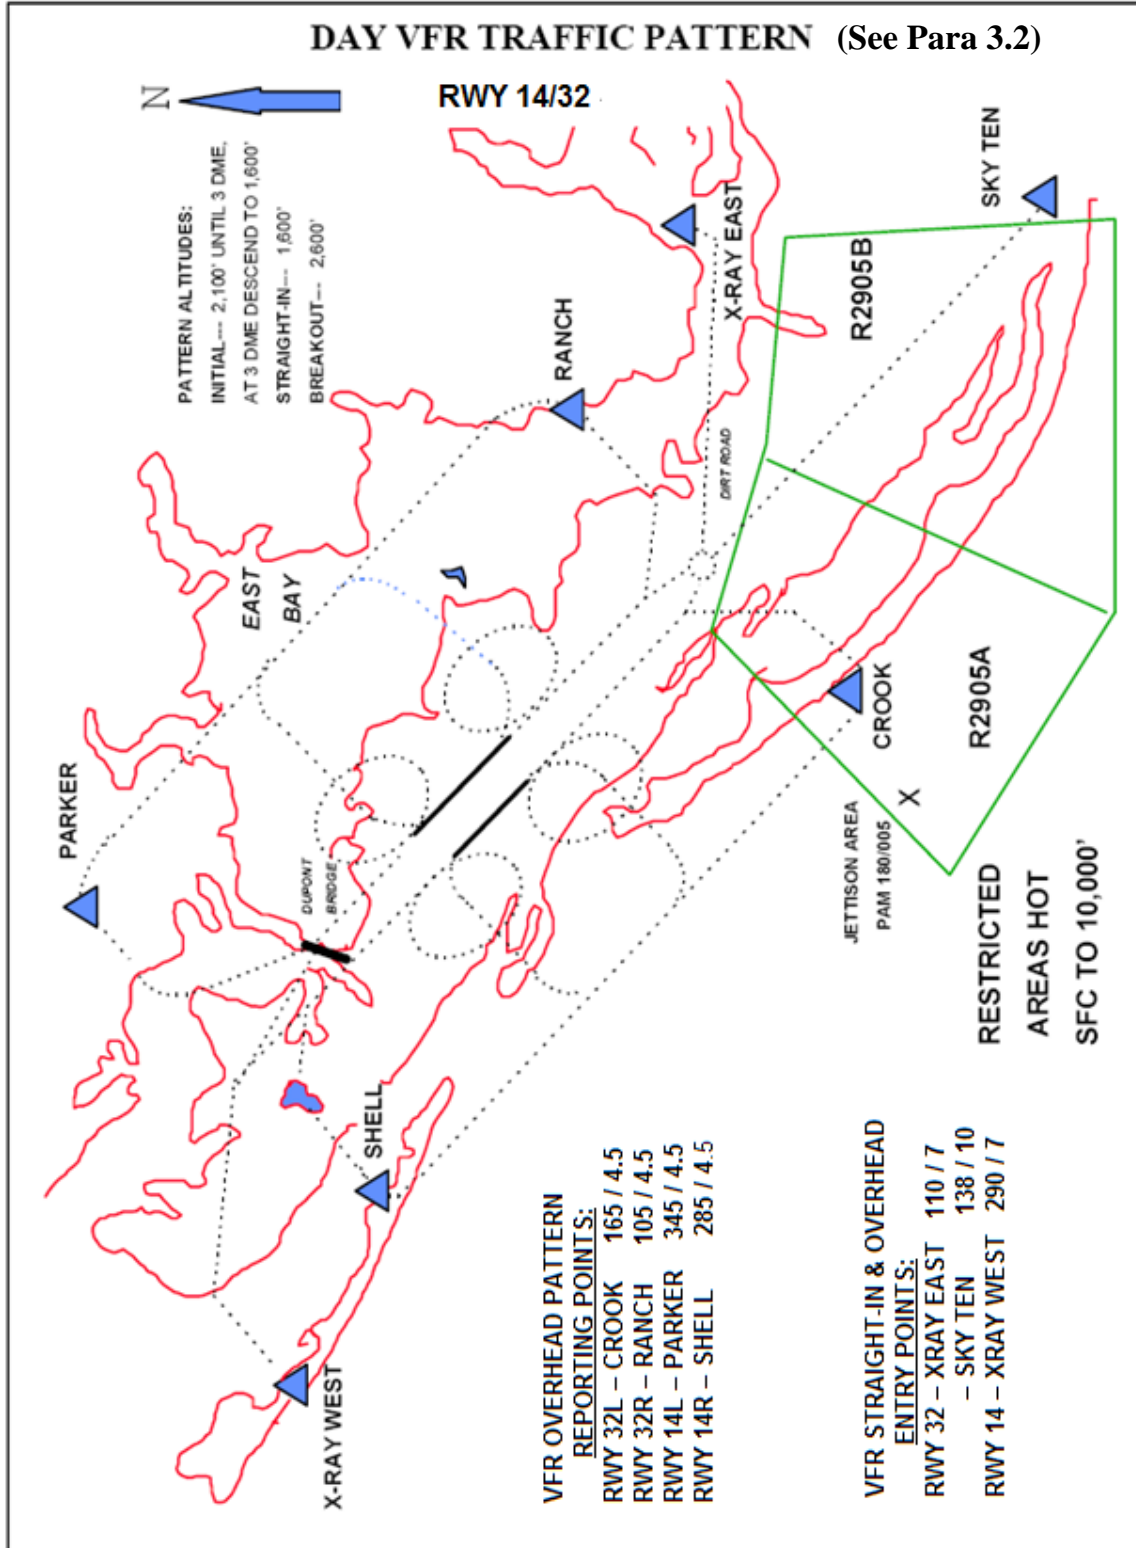 DAY VFR TRAFFIC PATTERN (See Para 3.2)
RWY 14/32
N
PATTERN ALTITUDES:
INITIAL--- 2,100' UNTIL 3 DME,
AT 3 DME DESCEND TO 1,600'
STRAIGHT-IN--- 1,600'
BREAKOUT--- 2,600'
PARKER
EAST
BAY
RANCH
X-RAY EAST
SKY TEN
DIRT ROAD
R2905B
DUPONT
BRIDGE
CROOK
R2905A
X
JETTISON AREA
PAM 180/005
RESTRICTED
AREAS HOT
SFC TO 10,000'
SHELL
X-RAY WEST
VFR OVERHEAD PATTERN
REPORTING POINTS:
RWY 32L – CROOK 165 / 4.5
RWY 32R – RANCH 105 / 4.5
RWY 14L – PARKER 345 / 4.5
RWY 14R – SHELL 285 / 4.5
VFR STRAIGHT-IN & OVERHEAD
ENTRY POINTS:
RWY 32 – XRAY EAST 110 / 7
– SKY TEN 138 / 10
RWY 14 – XRAY WEST 290 / 7